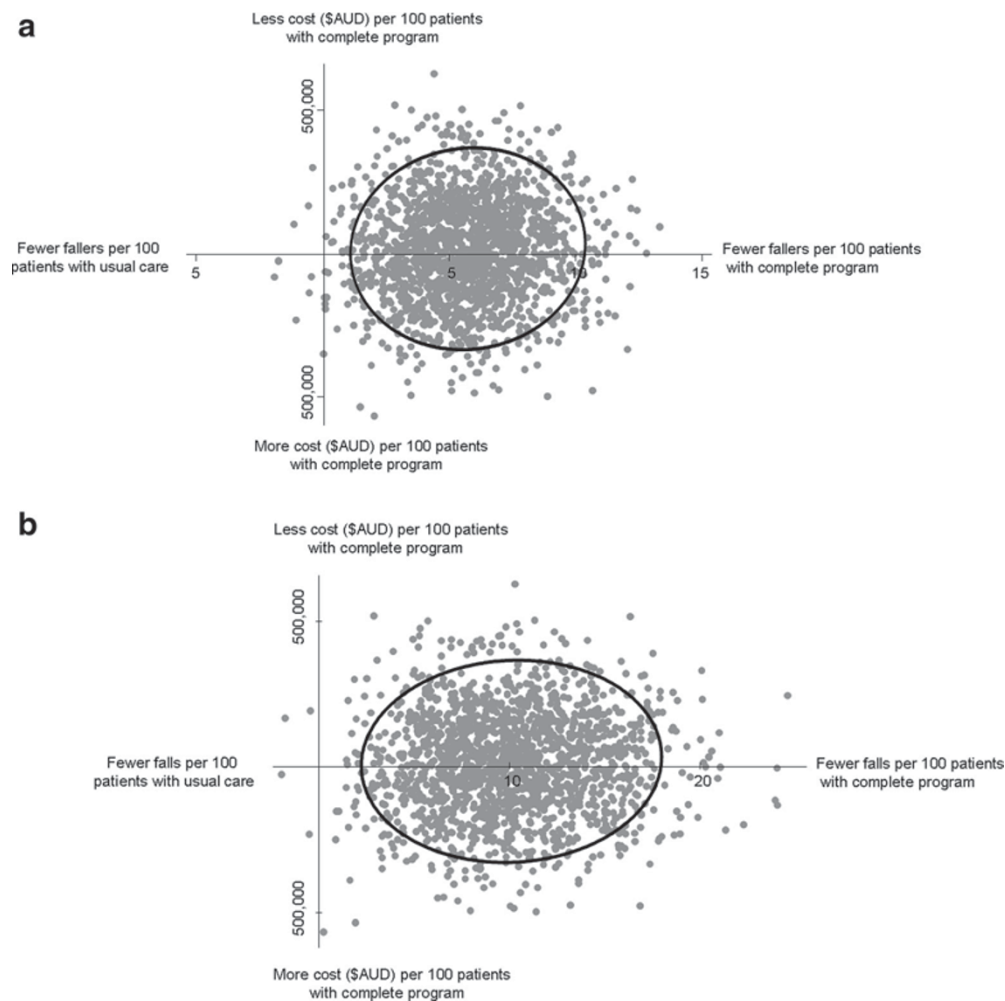 a
Less cost ($AUD) per 100 patients
with complete program
500,000
Fewer fallers per 100
patients with usual care
Fewer fallers per 100 patients
with complete program
5
5
10
15
500,000
More cost ($AUD) per 100 patients
with complete program
b
Less cost ($AUD) per 100 patients
with complete program
500,000
Fewer falls per 100
patients with usual care
Fewer falls per 100 patients
with complete program
10
20
500,000
More cost ($AUD) per 100 patients
with complete program